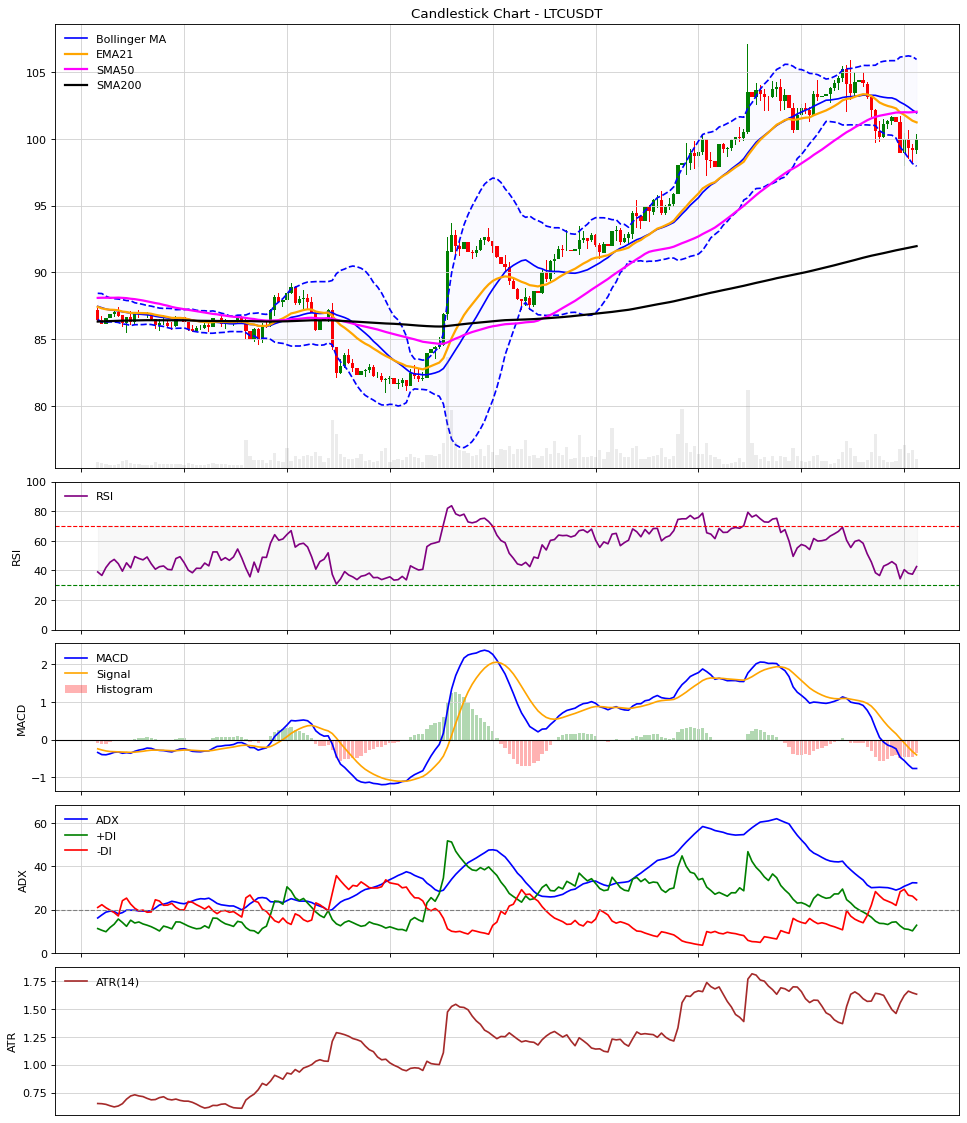 Candlestick Chart - LTCUSDT
Bollinger MA
EMA21
SMA50
SMA200
105
100
95
90
85
80
RSI
RSI
100
80
60
40
20
0
MACD
Signal
Histogram
MACD
2
1
0
−1
ADX
+DI
-DI
ADX
60
40
20
0
ATR(14)
ATR
1.75
1.50
1.25
1.00
0.75